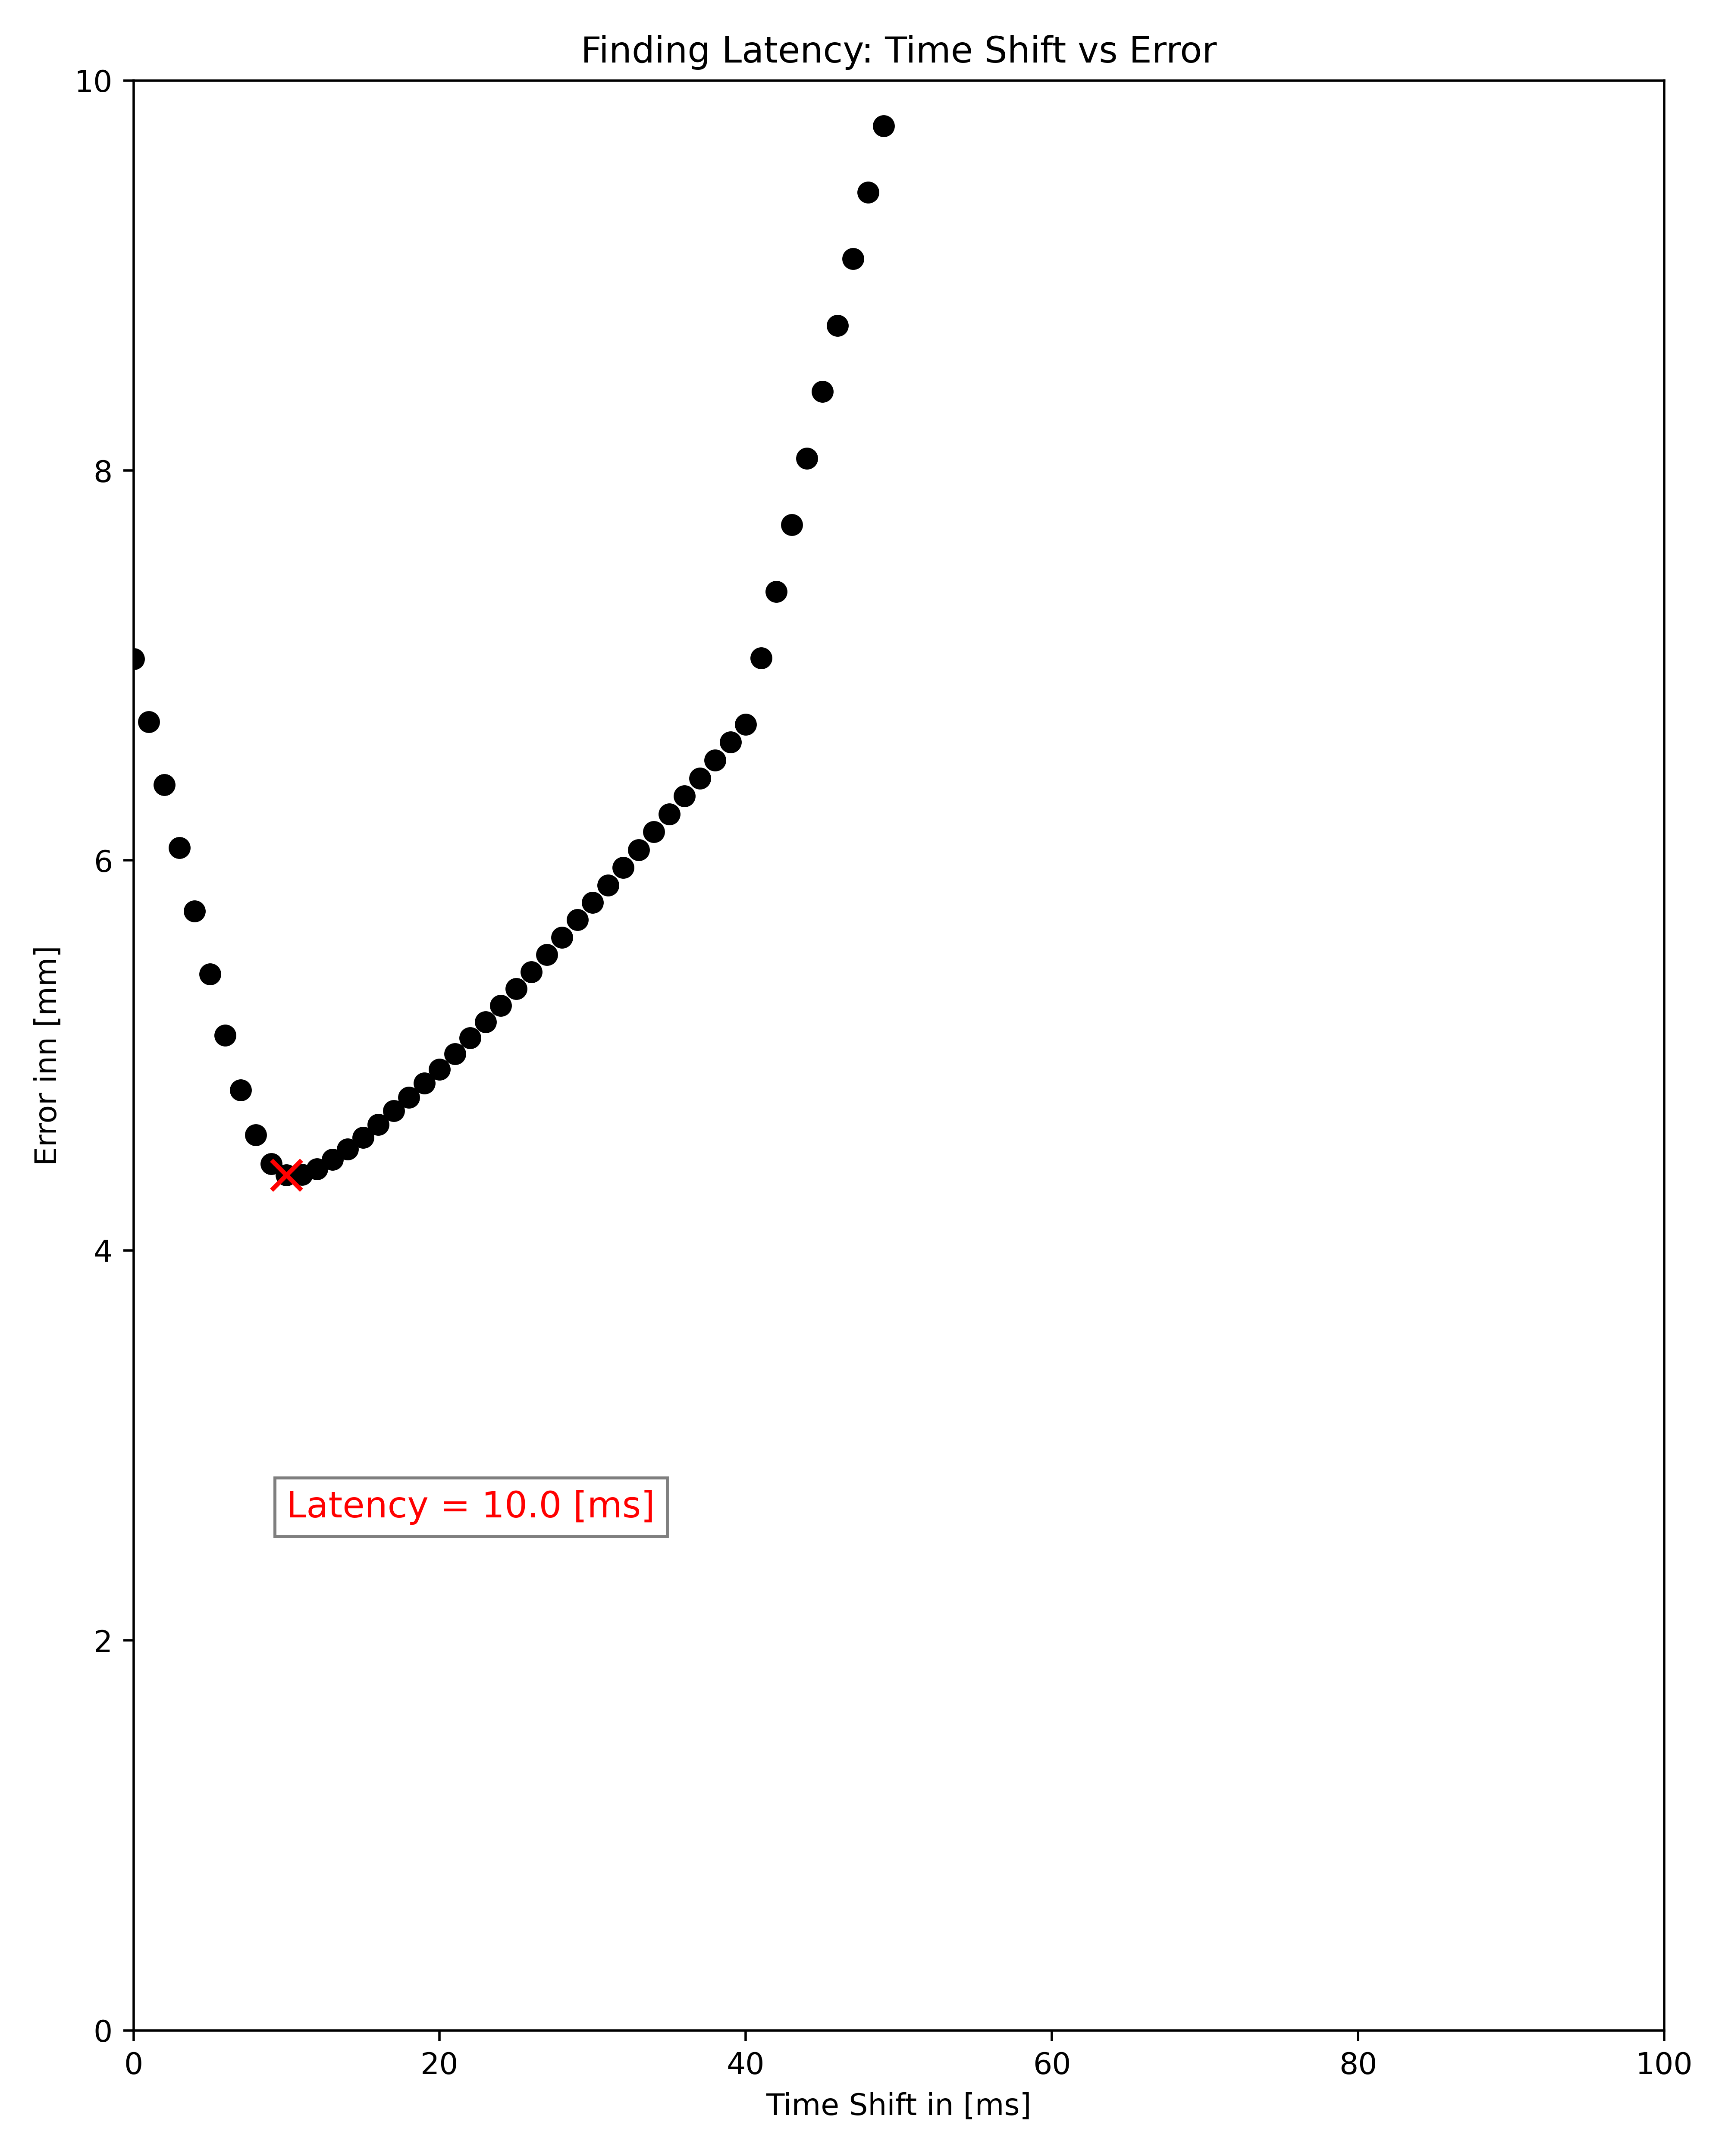 Finding Latency: Time Shift vs Error
10
8
6
4
2
0
Error inn [mm]
Latency = 10.0 [ms]
0 20 40 60 80 100
Time Shift in [ms]